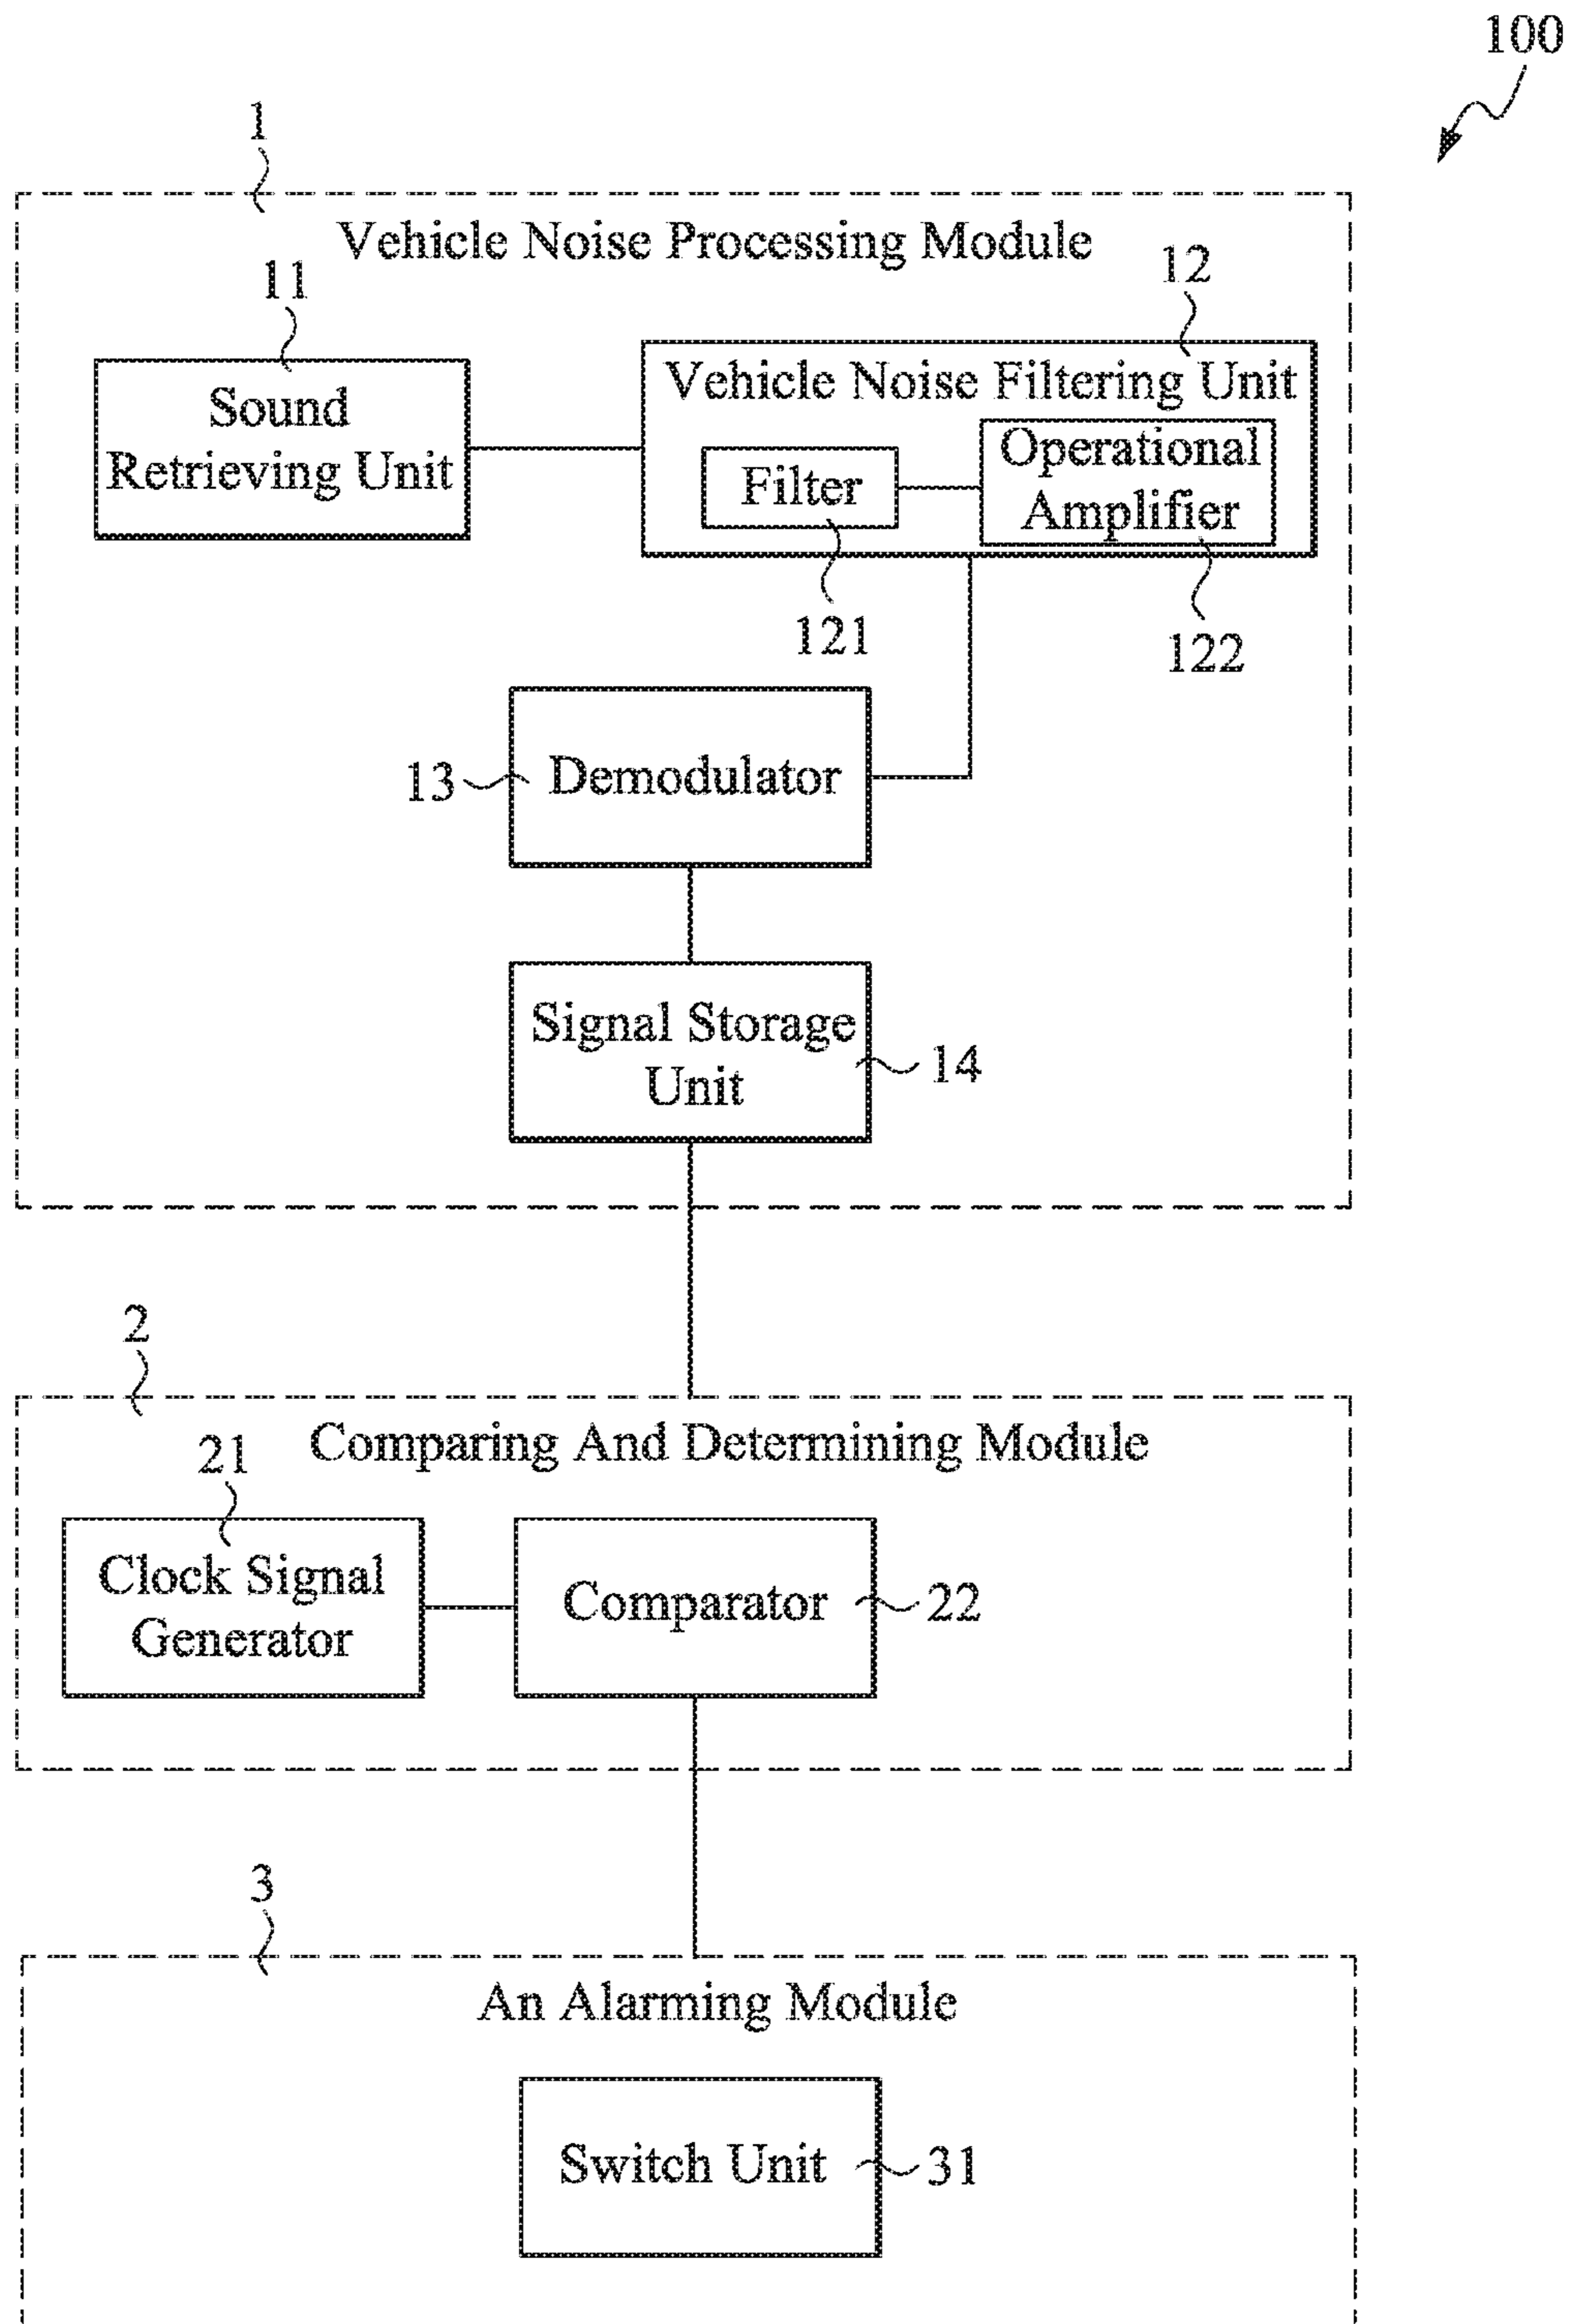 100
1
Vehicle Noise Processing Module
11
12
Sound
Retrieving Unit
Vehicle Noise Filtering Unit
Filter
Operational
Amplifier
121
122
13
Demodulator
Signal Storage
Unit
14
2
Comparing And Determining Module
21
Clock Signal
Generator
Comparator
22
3
An Alarming Module
Switch Unit
31